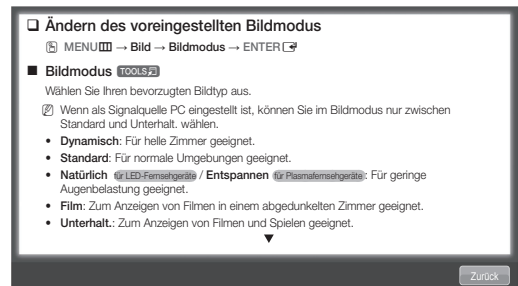 ❑ Ändern des voreingestellten Bildmodus
MENU → Bild → Bildmodus → ENTER
■ Bildmodus TOOLS
Wählen Sie Ihren bevorzugten Bildtyp aus.
Wenn als Signalquelle PC eingestellt ist, können Sie im Bildmodus nur zwischen
Standard und Unterhalt. wählen.
• Dynamisch: Für helle Zimmer geeignet.
• Standard: Für normale Umgebungen geeignet.
• Natürlich für LED-Fernsehgeräte / Entspannen für Plasmafernsehgeräte: Für geringe
Augenbelastung geeignet.
• Film: Zum Anzeigen von Filmen in einem abgedunkelten Zimmer geeignet.
• Unterhalt.: Zum Anzeigen von Filmen und Spielen geeignet.
▼
Zurück